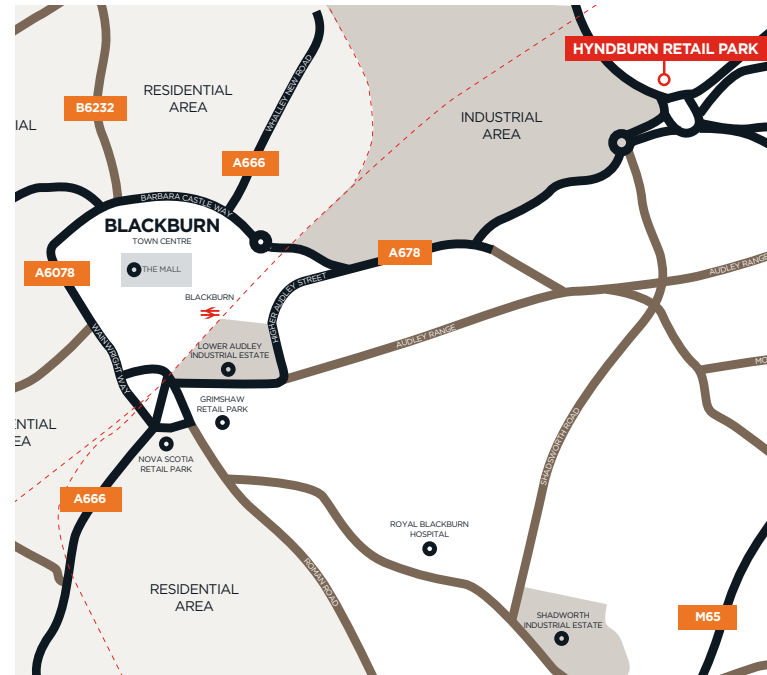 HYNDBURN RETAIL PARK
RESIDENTIAL
AREA
B6232
IAL
WHALLEY NEW ROAD
INDUSTRIAL
AREA
A666
BARBARA CASTLE WAY
BLACKBURN
TOWN CENTRE
A678
THE MALL
A6078
AUDLEY RANGE
BLACKBURN
HIGHER AUDLEY STREET
AUDLEY RANGE
WAINWRIGHT WAY
LOWER AUDLEY
INDUSTRIAL ESTATE
MO
GRIMSHAW
RETAIL PARK
ENTIAL
EA
NOVA SCOTIA
RETAIL PARK
SHADSWORTH ROAD
A666
ROYAL BLACKBURN
HOSPITAL
ROMAN ROAD
RESIDENTIAL
AREA
SHADWORTH
INDUSTRIAL ESTATE
M65